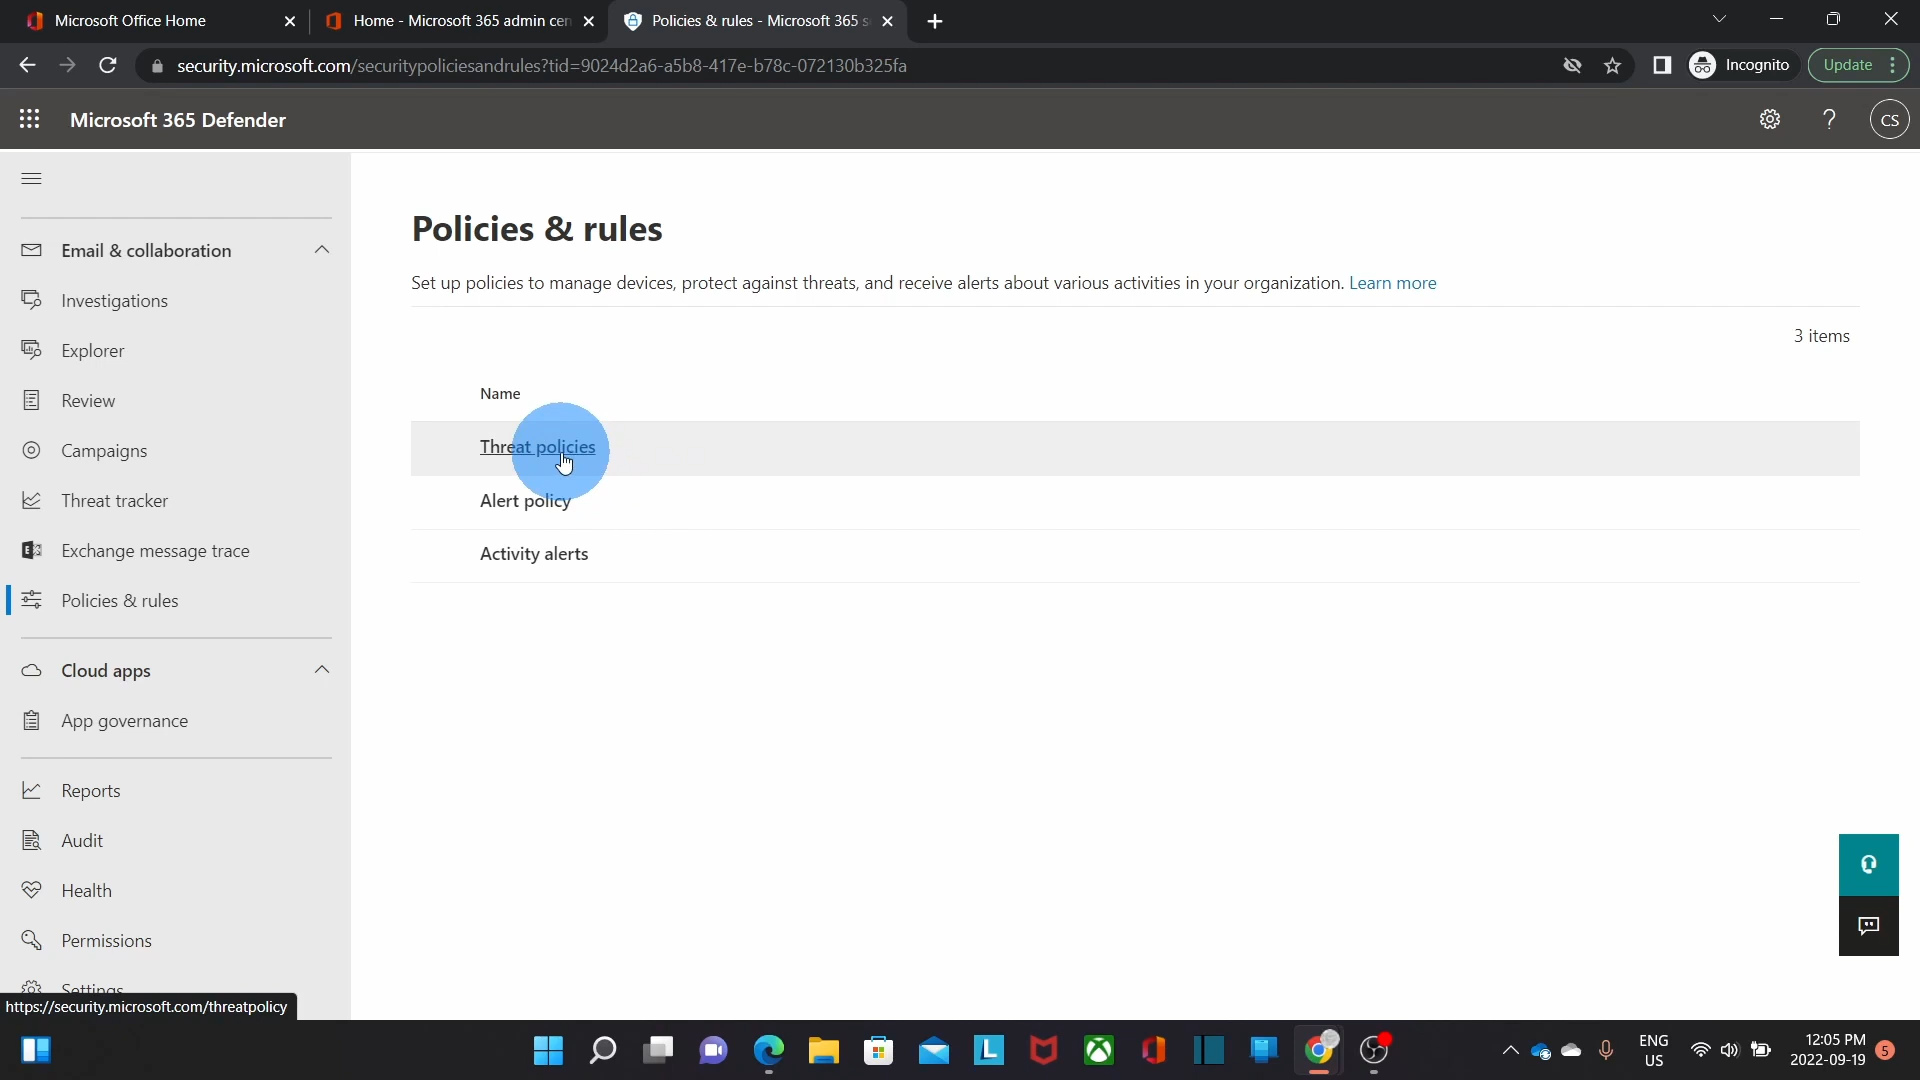 Microsoft Office Home
Home - Microsoft 365 admin cen
Policies & rules - Microsoft 365 s
security.microsoft.com/securitypoliciesandrules?tid=9024d2a6-a5b8-417e-b78c-072130b325fa
Incognito
Update
Microsoft 365 Defender
CS
Email & collaboration
Investigations
Explorer
Review
Campaigns
Threat tracker
Exchange message trace
Policies & rules
Cloud apps
App governance
Reports
Audit
Health
Permissions
Settings
https://security.microsoft.com/threatpolicy
Policies & rules
Set up policies to manage devices, protect against threats, and receive alerts about various activities in your organization. Learn more
3 items
Name
Threat policies
Alert policy
Activity alerts
ENG
US
12:05 PM
2022-09-19
5